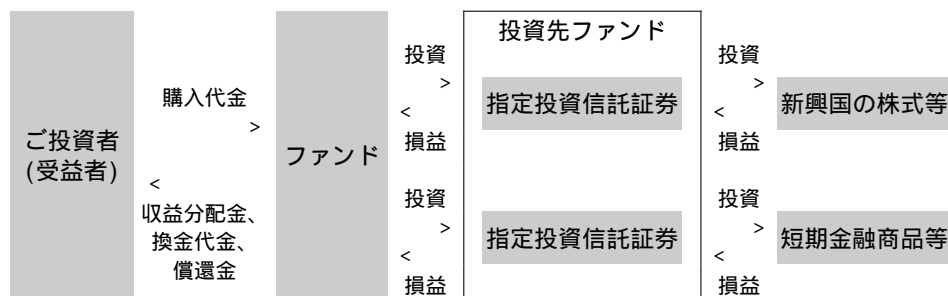 ご投資者
(受益者)
購入代金
>
<
収益分配金、
換金代金、
償還金
ファンド
投資
>
<
損益
投資
>
<
損益
投資先ファンド
指定投資信託証券
指定投資信託証券
投資
>
<
損益
投資
>
<
損益
新興国の株式等
短期金融商品等